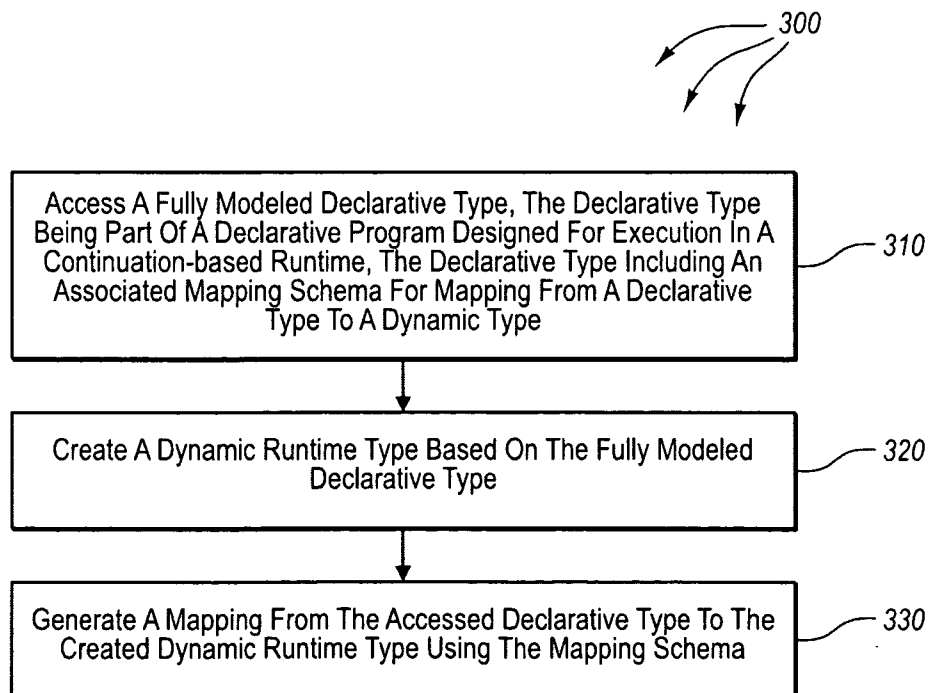 300
Access A Fully Modeled Declarative Type, The Declarative Type
Being Part Of A Declarative Program Designed For Execution In A
Continuation-based Runtime, The Declarative Type Including An
Associated Mapping Schema For Mapping From A Declarative
Type To A Dynamic Type
310
Create A Dynamic Runtime Type Based On The Fully Modeled
Declarative Type
320
Generate A Mapping From The Accessed Declarative Type To The
Created Dynamic Runtime Type Using The Mapping Schema
330